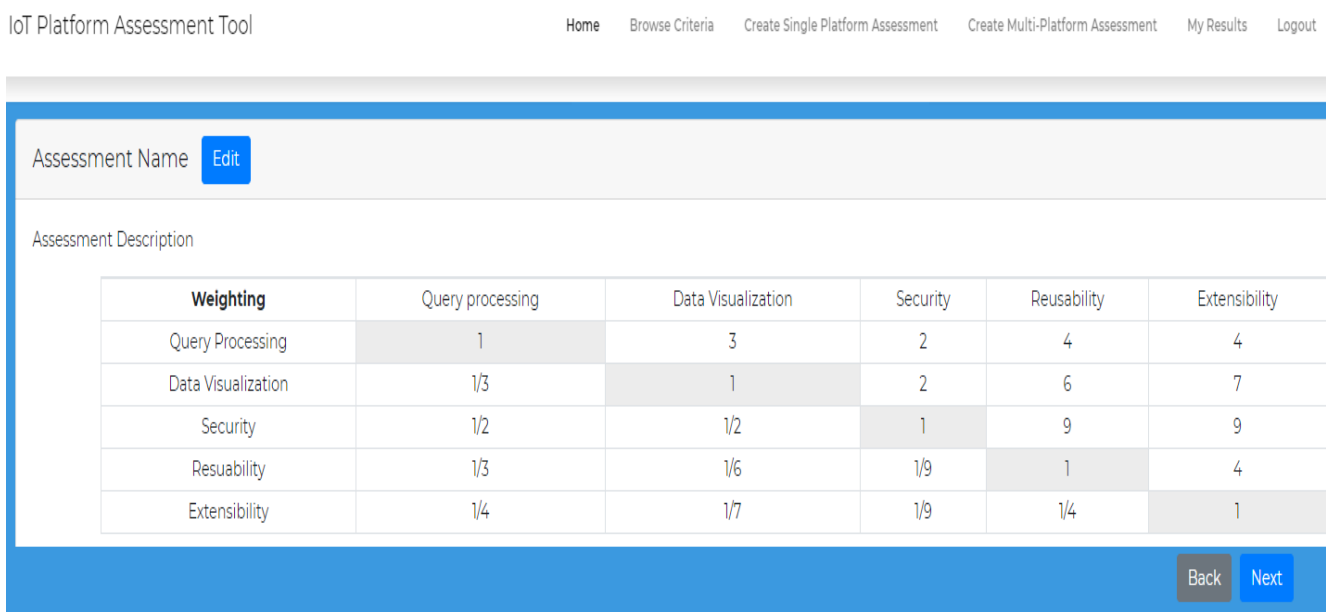 IoT Platform Assessment Tool Home Browse Criteria Create Single Platform Assessment Create Multi-Platform Assessment My Results Logout
Assessment Name Edit
Assessment Description
Weighting Query processing Data Visualization Security Reusability Extensibility
Query Processing 1 3 2 4 4
Data Visualization 1/3 1 2 6 7
Security 1/2 1/2 1 9 9
Resuability 1/3 1/6 1/9 1 4
Extensibility 1/4 1/7 1/9 1/4 1
Back Next